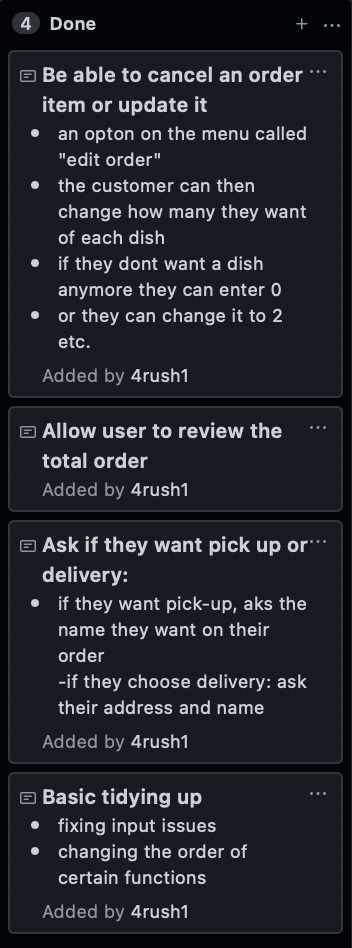 4 Done
Be able to cancel an order
item or update it
an opton on the menu called
"edit order"
the customer can then
change how many they want
of each dish
if they dont want a dish
anymore they can enter 0
or they can change it to 2
etc.
Added by 4rush1
Allow user to review the
total order
Added by 4rush1
Ask if they want pick up or
delivery:
if they want pick-up, aks the
name they want on their
order
-if they choose delivery: ask
their address and name
Added by 4rush1
Basic tidying up
fixing input issues
changing the order of
certain functions
Added by 4rush1